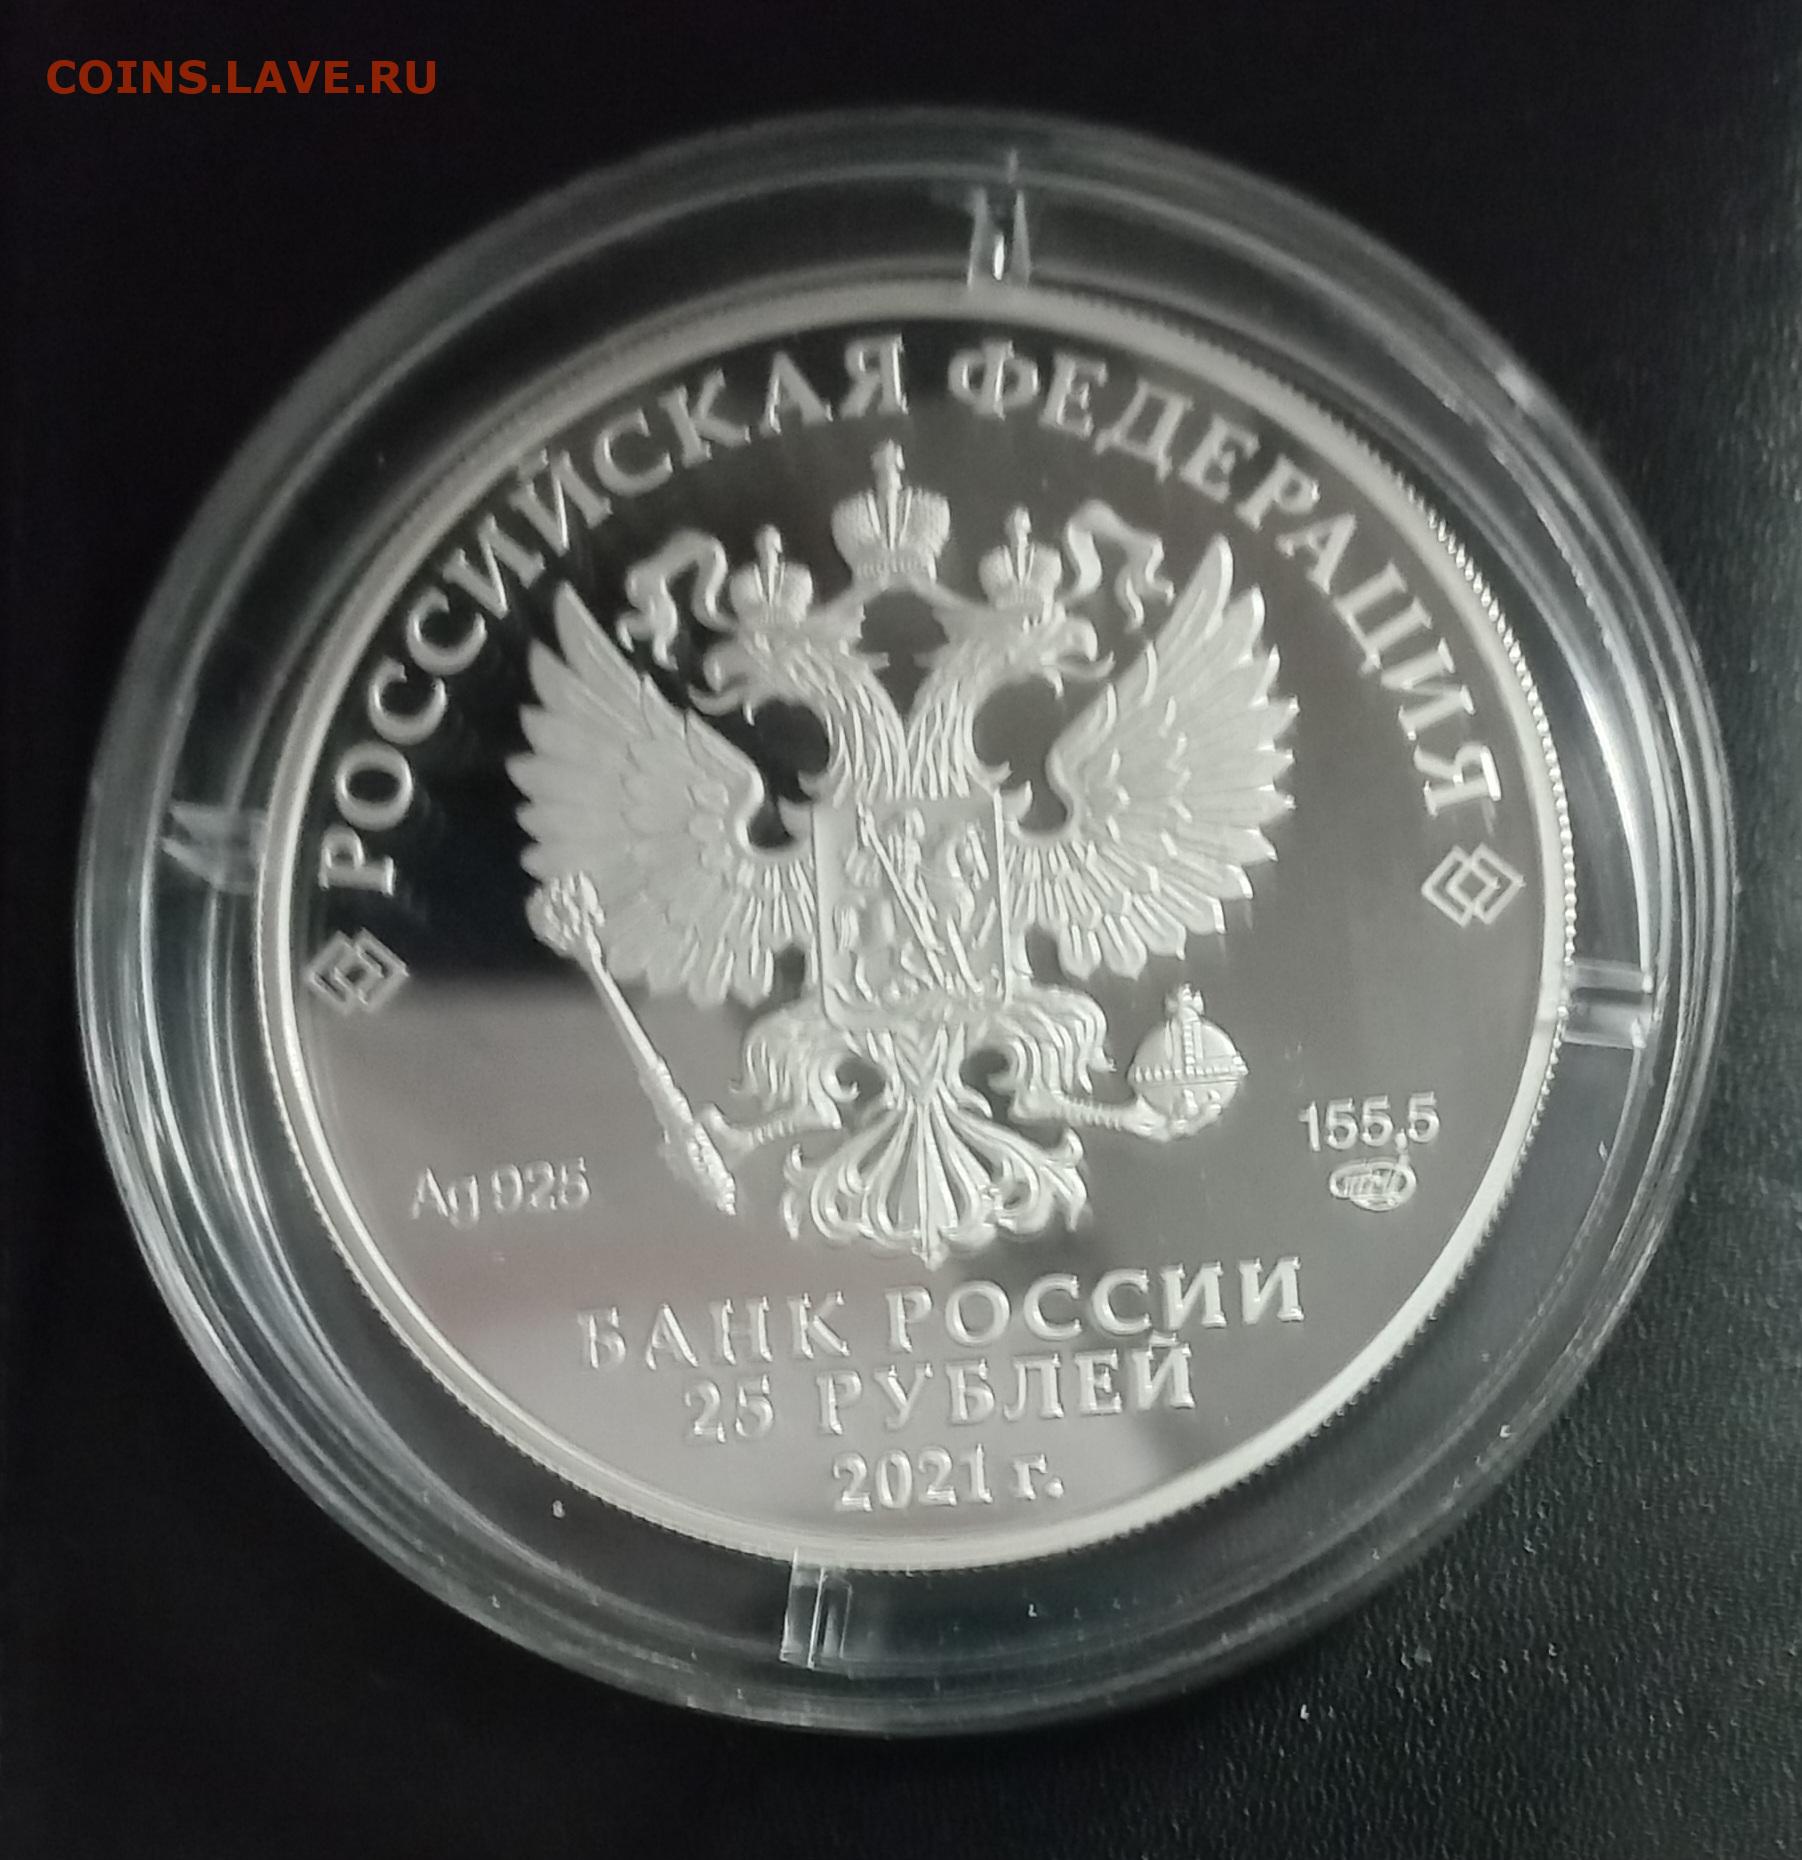 COINS.LAVE.RU
РОССИЙСКАЯ ФЕДЕРАЦИЯ
Ag 925
155,5
БАНК РОССИИ
25 РУБЛЕЙ
2021 г.